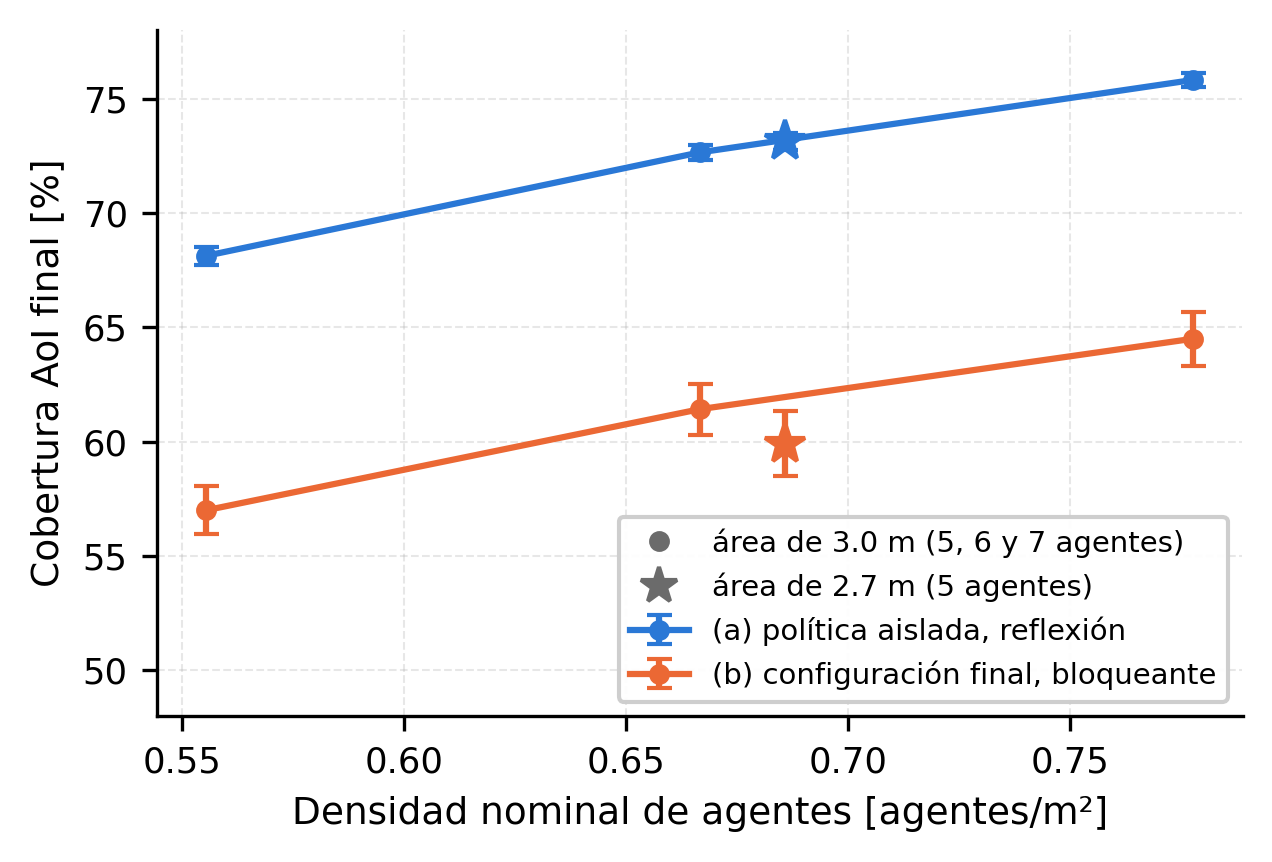 75
70
65
60
55
50
Cobertura AoI final [%]
0.55
0.60
0.65
0.70
0.75
Densidad nominal de agentes [agentes/m²]
área de 3.0 m (5, 6 y 7 agentes)
área de 2.7 m (5 agentes)
(a) política aislada, reflexión
(b) configuración final, bloqueante